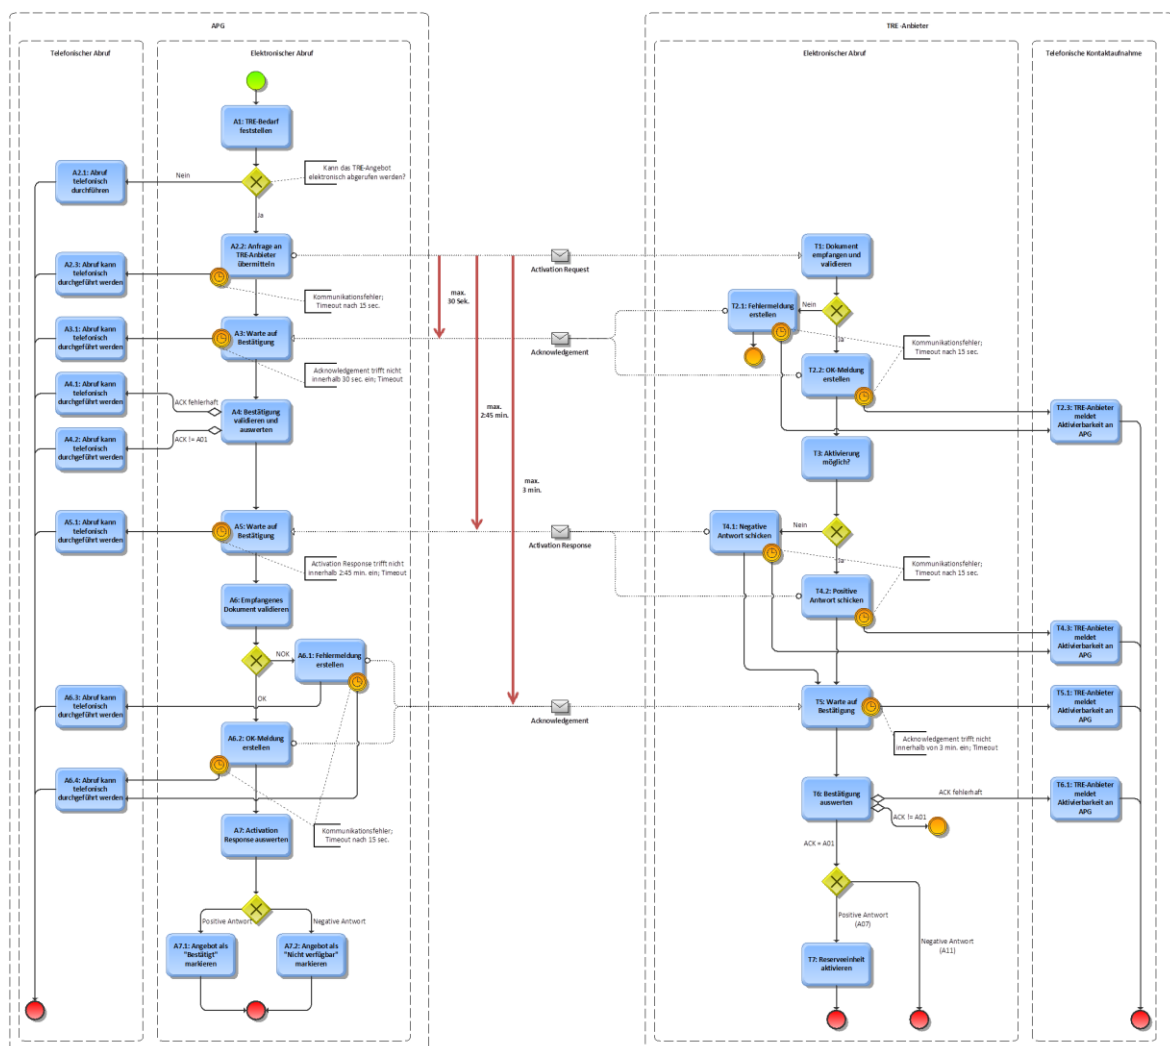 APG
Telefonischer Abruf
Elektronischer Abruf
A1: TRE-Bedarf
feststellen
Kann das TRE-Angebot
elektronisch abgerufen werden?
Nein
Ja
A2.1: Abruf
telefonisch
durchführen
A2.2: Anfrage an
TRE-Anbieter
übermitteln
A2.3: Abruf kann
telefonisch
durchgeführt werden
Kommunikationsfehler;
Timeout nach 15 sec.
A3.1: Abruf kann
telefonisch
durchgeführt werden
A3: Warte auf
Bestätigung
Acknowledgement trifft nicht
innerhalb 30 sec. ein; Timeout
A4.1: Abruf kann
telefonisch
durchgeführt werden
ACK fehlerhaft
A4: Bestätigung
validieren und
auswerten
A4.2: Abruf kann
telefonisch
durchgeführt werden
ACK != A01
A5.1: Abruf kann
telefonisch
durchgeführt werden
A5: Warte auf
Bestätigung
Activation Response trifft nicht
innerhalb 2:45 min. ein; Timeout
A6: Empfangenes
Dokument validieren
NOK
OK
A6.1: Fehlermeldung
erstellen
A6.3: Abruf kann
telefonisch
durchgeführt werden
A6.2: OK-Meldung
erstellen
A6.4: Abruf kann
telefonisch
durchgeführt werden
Kommunikationsfehler;
Timeout nach 15 sec.
A7: Activation
Response auswerten
Positive Antwort
Negative Antwort
A7.1: Angebot als
"Bestätigt"
markieren
A7.2: Angebot als
"Nicht verfügbar"
markieren
max.
30 Sek.
max.
2:45 min.
max.
3 min.
Activation Request
Acknowledgement
Activation Response
Acknowledgement
TRE-Anbieter
Elektronischer Abruf
Telefonische Kontaktaufnahme
T1: Dokument
empfangen und
validieren
Nein
Ja
T2.1: Fehlermeldung
erstellen
Kommunikationsfehler;
Timeout nach 15 sec.
T2.2: OK-Meldung
erstellen
T2.3: TRE-Anbieter
meldet
Aktivierbarkeit an
APG
T3: Aktivierung
möglich?
Nein
Ja
T4.1: Negative
Antwort schicken
Kommunikationsfehler;
Timeout nach 15 sec.
T4.2: Positive
Antwort schicken
T4.3: TRE-Anbieter
meldet
Aktivierbarkeit an
APG
T5: Warte auf
Bestätigung
T5.1: TRE-Anbieter
meldet
Aktivierbarkeit an
APG
Acknowledgement trifft nicht
innerhalb von 3 min. ein; Timeout
T6: Bestätigung
auswerten
ACK fehlerhaft
T6.1: TRE-Anbieter
meldet
Aktivierbarkeit an
APG
ACK != A01
ACK = A01
Positive Antwort
(A07)
Negative Antwort
(A11)
T7: Reserveeinheit
aktivieren